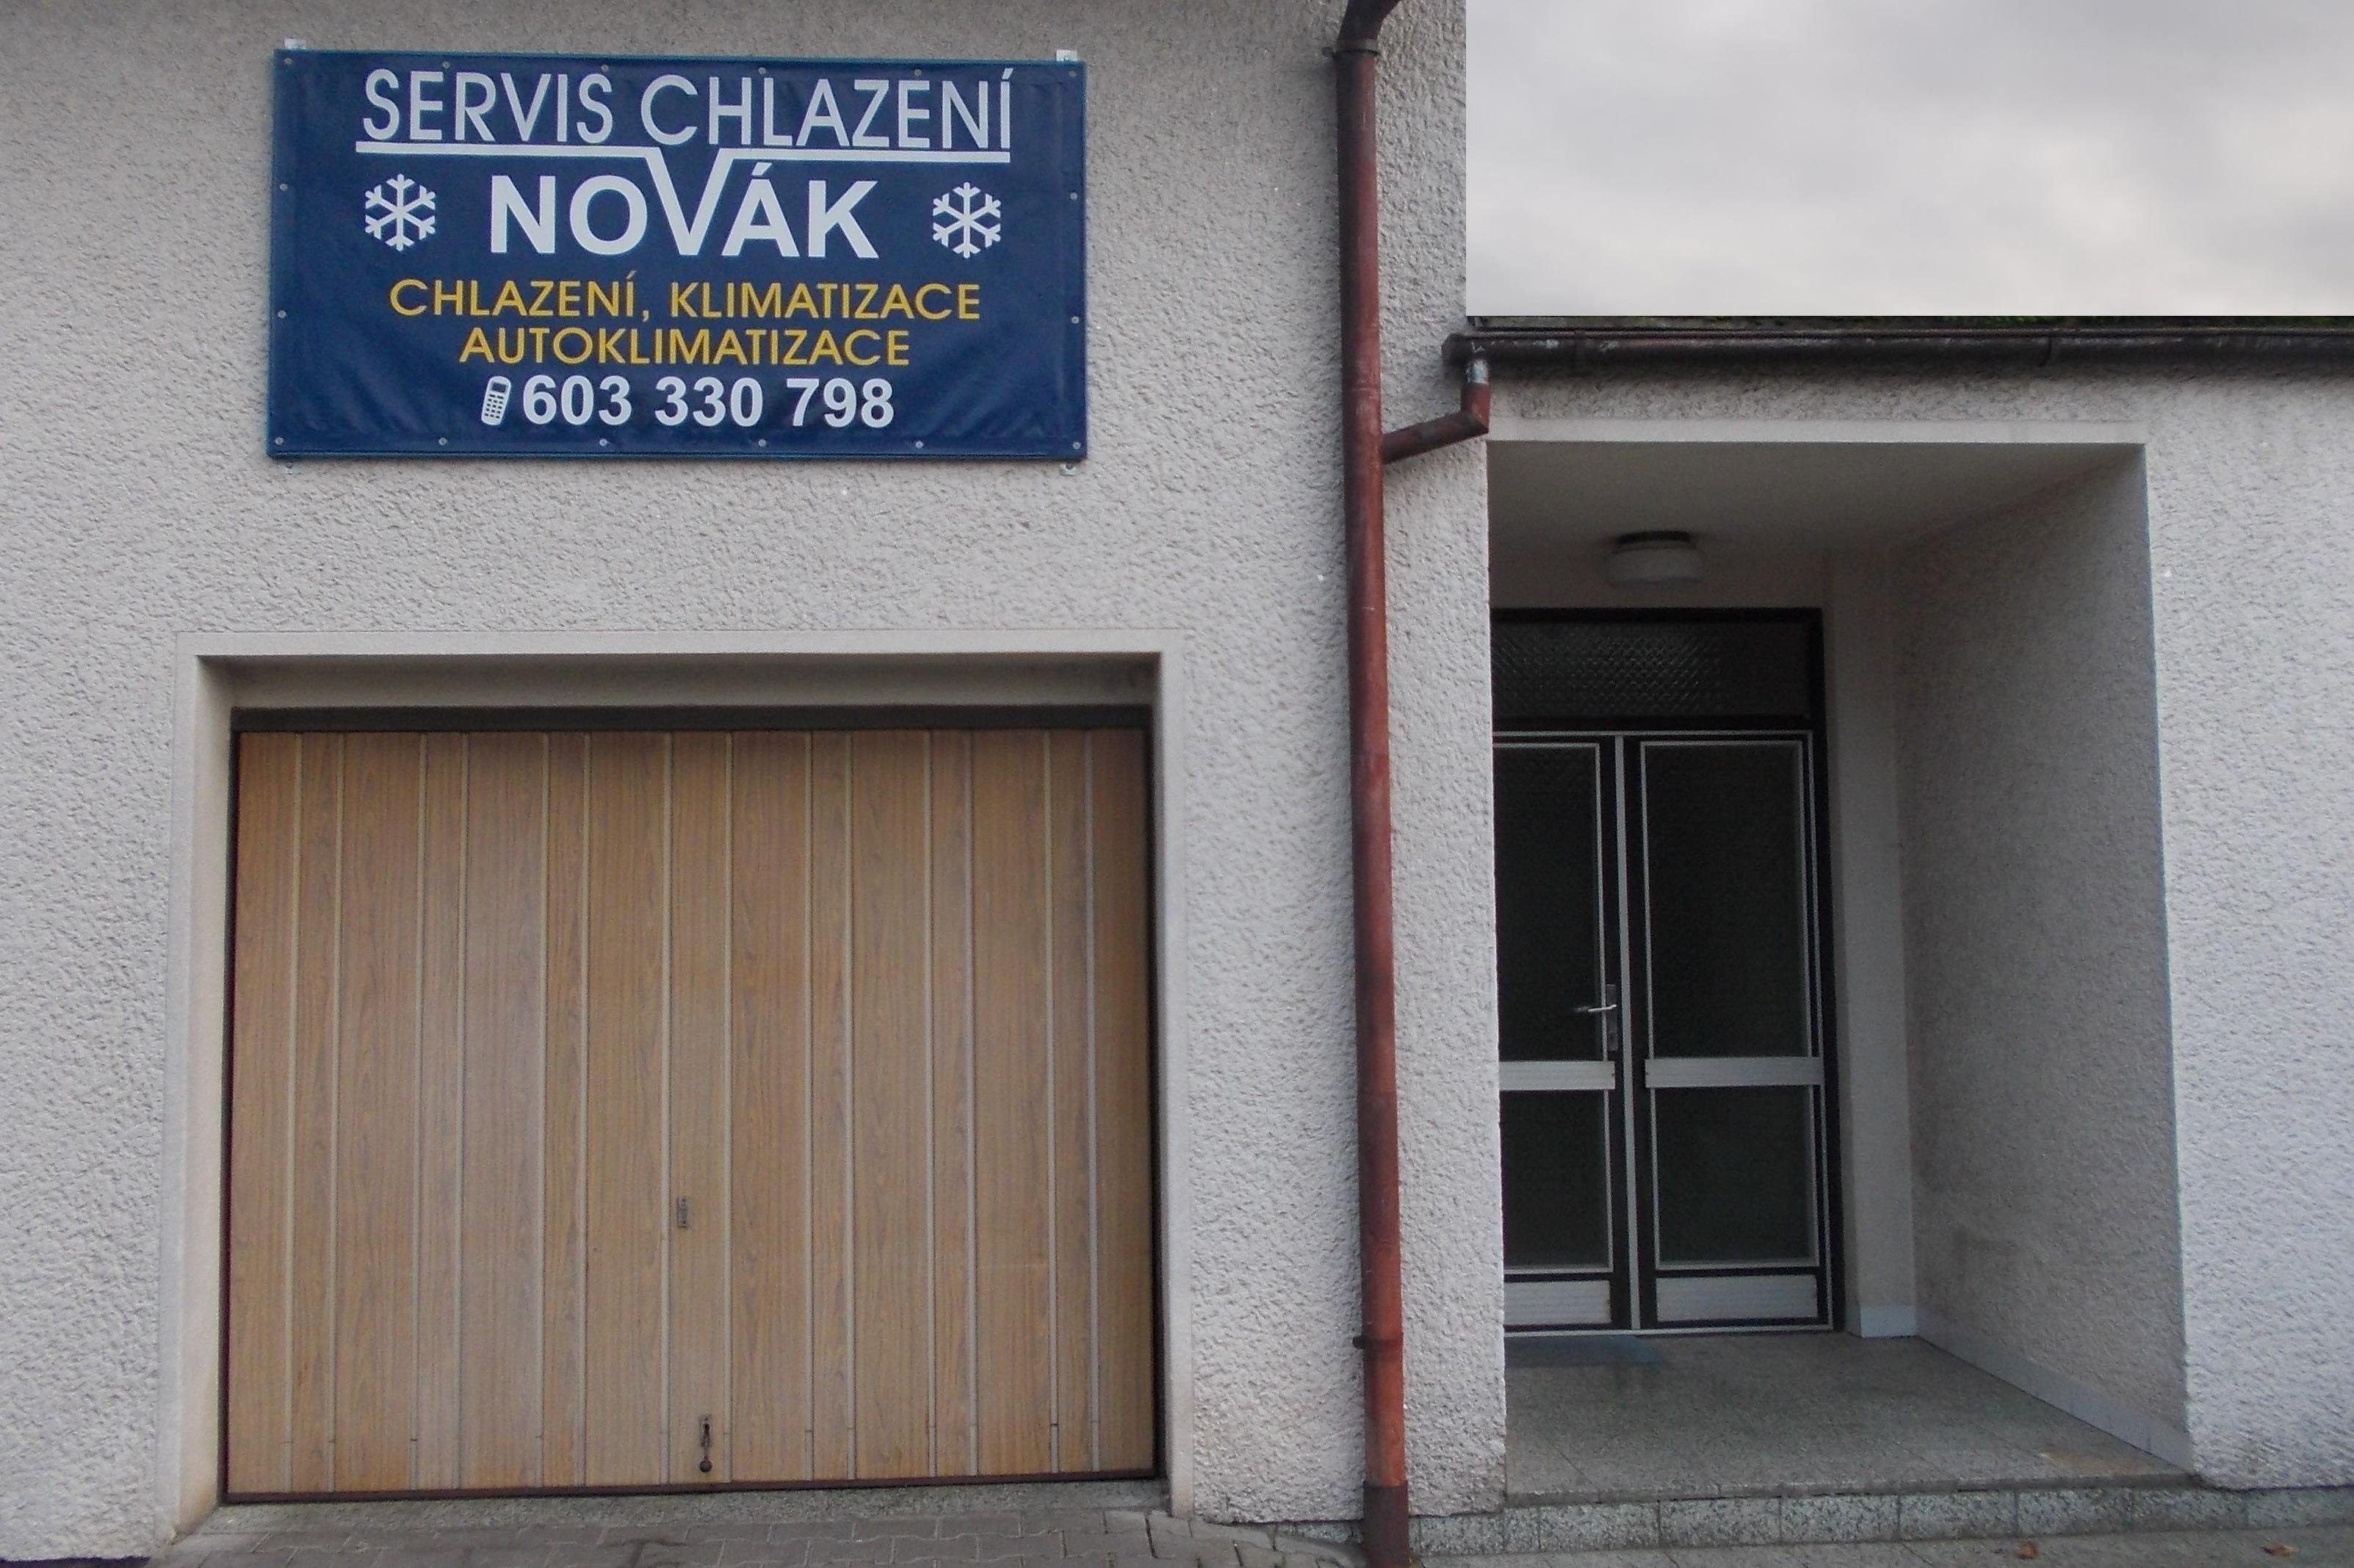 SERVIS CHLAZENÍ
NOVÁK
CHLAZENÍ, KLIMATIZACE
AUTOKLIMATIZACE
603 330 798